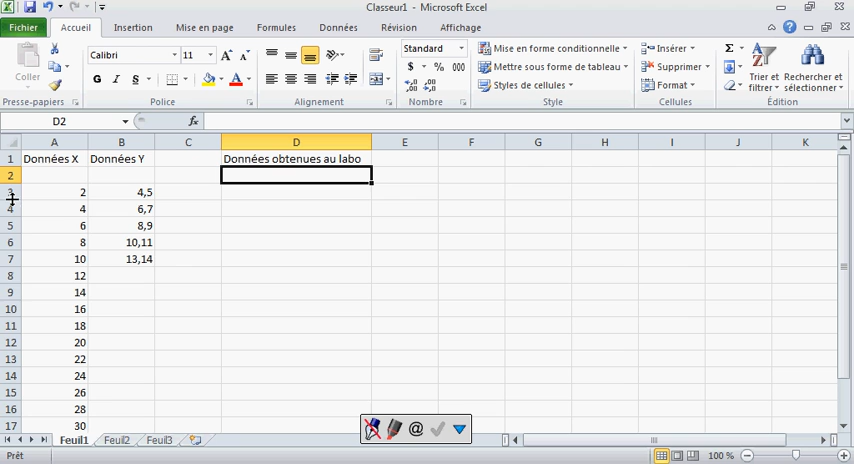 Classeur1 - Microsoft Excel
Fichier Accueil Insertion Mise en page Formules Données Révision Affichage
Calibri 11 Standard Mise en forme conditionnelle Insérer Σ
Coller G I S A $ % 000 Mettre sous forme de tableau Supprimer Trier et filtrer Rechercher et sélectionner
Styles de cellules Format
Presse-papiers Police Alignement Nombre Style Cellules Édition
D2 fx
A B C D E F G H I J K
1 Données X Données Y Données obtenues au labo
2
3 2 4,5
4 4 6,7
5 6 8,9
6 8 10,11
7 10 13,14
8 12
9 14
10 16
11 18
12 20
13 22
14 24
15 26
16 28
17 30
@
Feuil1 Feuil2 Feuil3
Prêt 100 %